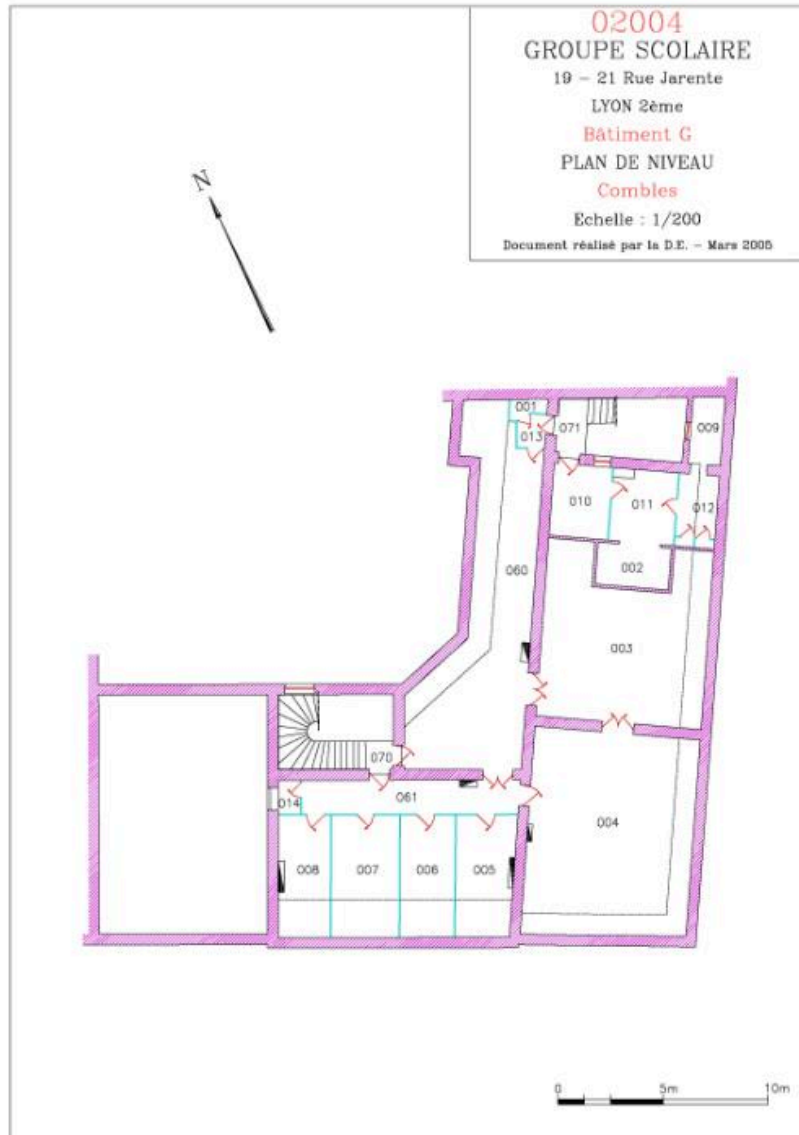 02004
GROUPE SCOLAIRE
19 - 21 Rue Jarente
LYON 2ème
Bâtiment G
PLAN DE NIVEAU
Combles
Echelle : 1/200
Document réalisé par la D.E. - Mars 2005
N
001
013
071
009
010
011
012
002
060
003
070
014
061
004
008
007
006
005
0
5m
10m